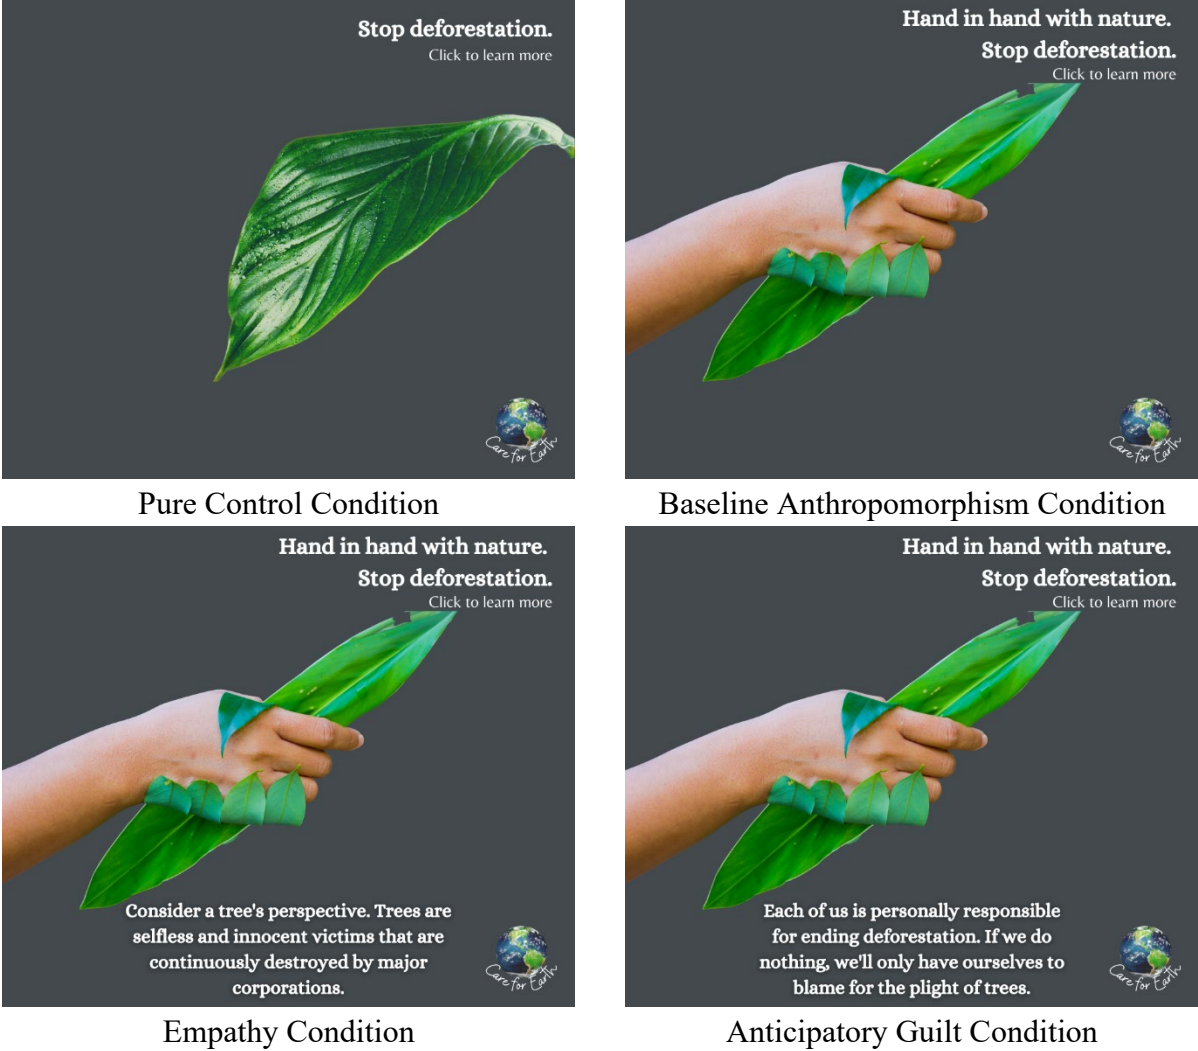 Stop deforestation.
Click to learn more
Care for Earth
Pure Control Condition
Hand in hand with nature.
Stop deforestation.
Click to learn more
Care for Earth
Baseline Anthropomorphism Condition
Hand in hand with nature.
Stop deforestation.
Click to learn more
Consider a tree's perspective. Trees are
selfless and innocent victims that are
continuously destroyed by major
corporations.
Care for Earth
Empathy Condition
Hand in hand with nature.
Stop deforestation.
Click to learn more
Each of us is personally responsible
for ending deforestation. If we do
nothing, we'll only have ourselves to
blame for the plight of trees.
Care for Earth
Anticipatory Guilt Condition